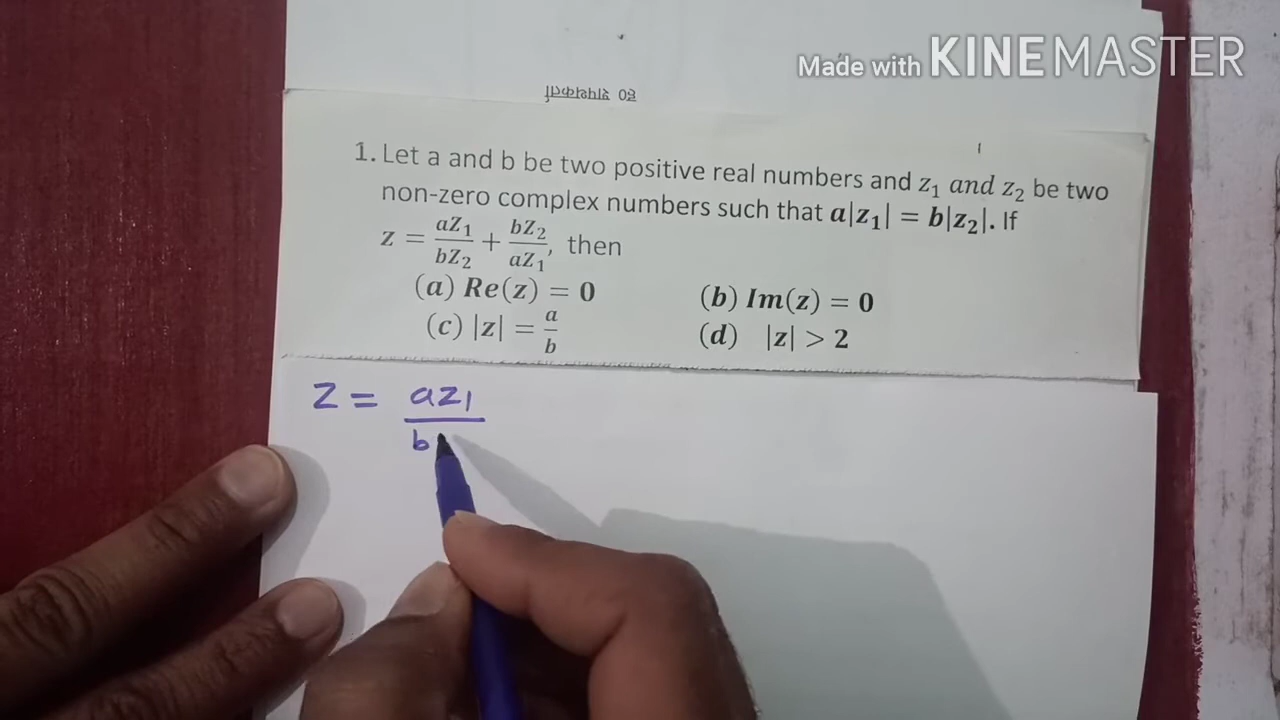 Made with KINEMASTER
1. Let a and b be two positive real numbers and z₁ and z₂ be two
non-zero complex numbers such that a|z₁| = b|z₂|. If
z = aZ₁/bZ₂ + bZ₂/aZ₁, then
(a) Re(z) = 0 (b) Im(z) = 0
(c) |z| = a/b (d) |z| > 2
Z = az₁/b